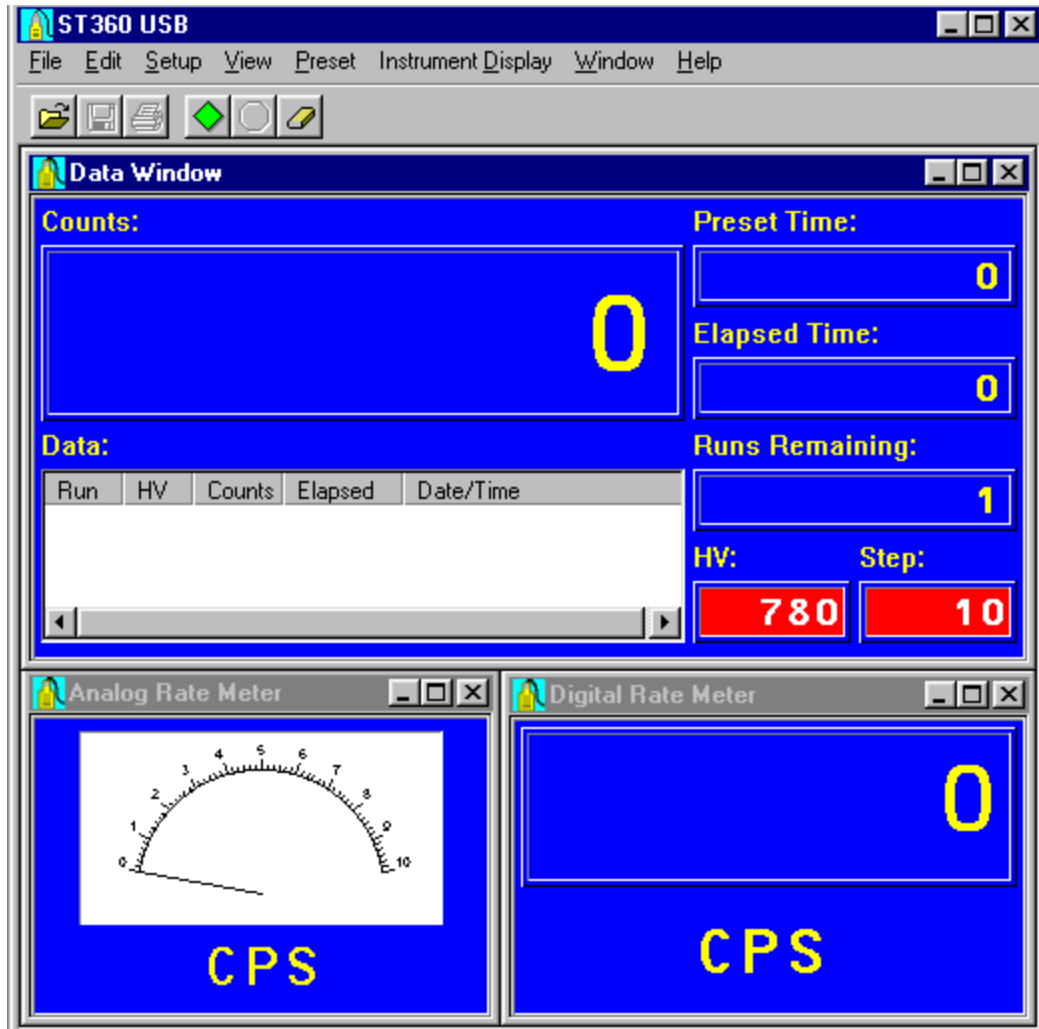 ST360 USB
File Edit Setup View Preset Instrument Display Window Help
Data Window
Counts:
0
Preset Time:
0
Elapsed Time:
0
Data:
Run HV Counts Elapsed Date/Time
Runs Remaining:
1
HV: Step:
780 10
Analog Rate Meter
0 1 2 3 4 5 6 7 8 9 10
CPS
Digital Rate Meter
0
CPS